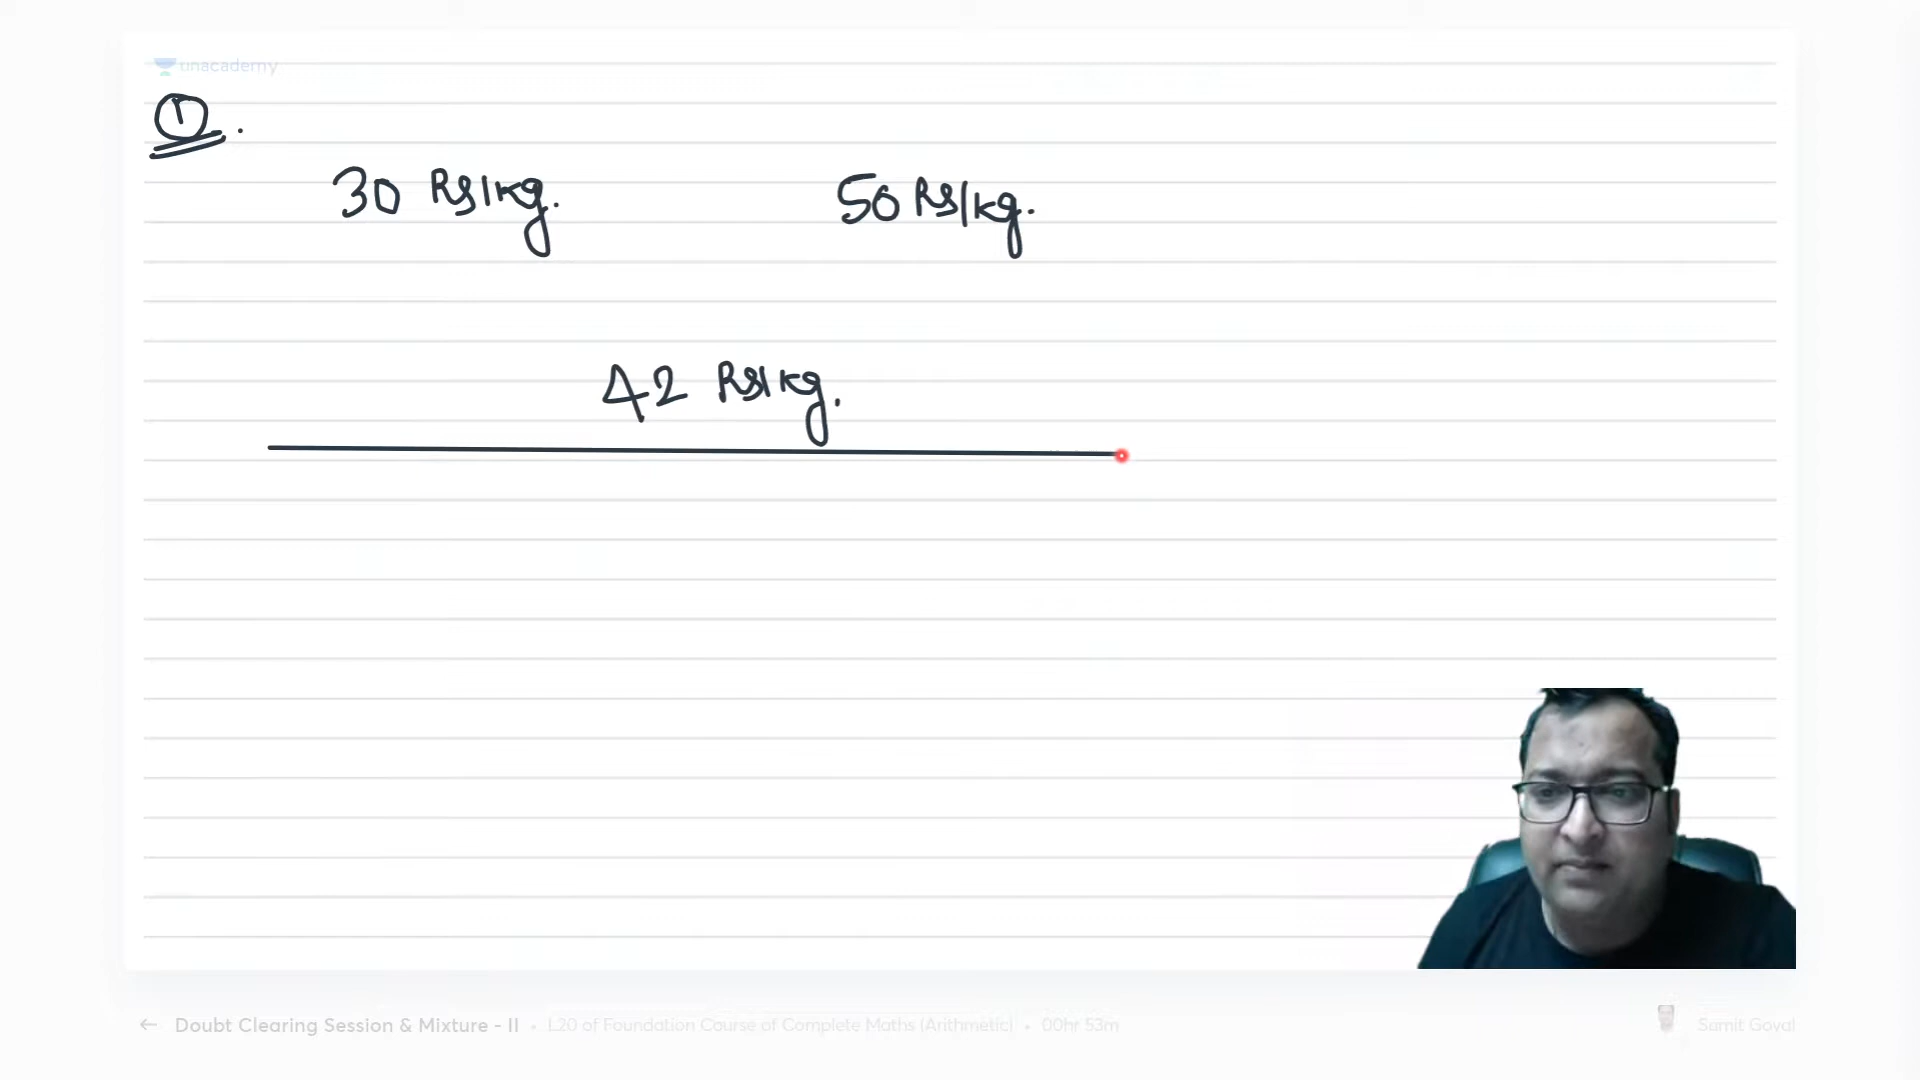 unacademy
1.
30 Rs/kg. 50 Rs/kg.
42 Rs/kg.
← Doubt Clearing Session & Mixture - II • L20 of Foundation Course of Complete Maths (Arithmetic) • 00hr 53m Samit Goyal